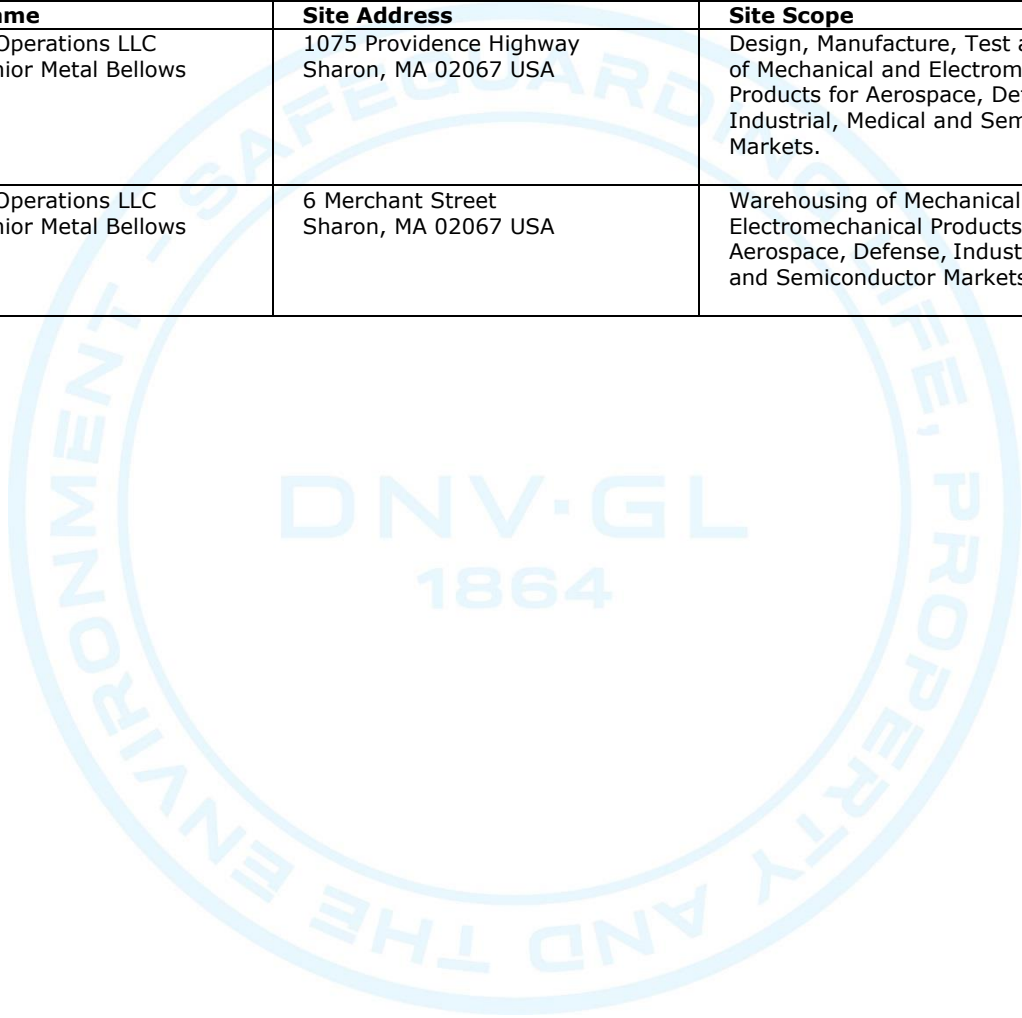 ame Site Address Site Scope
Operations LLC 1075 Providence Highway Design, Manufacture, Test a
nior Metal Bellows Sharon, MA 02067 USA of Mechanical and Electrom
Products for Aerospace, De
Industrial, Medical and Sem
Markets.
Operations LLC 6 Merchant Street Warehousing of Mechanical
nior Metal Bellows Sharon, MA 02067 USA Electromechanical Products
Aerospace, Defense, Indust
and Semiconductor Markets
SAFEGUARDING LIFE, PROPERTY AND THE ENVIRONMENT
DNV·GL
1864